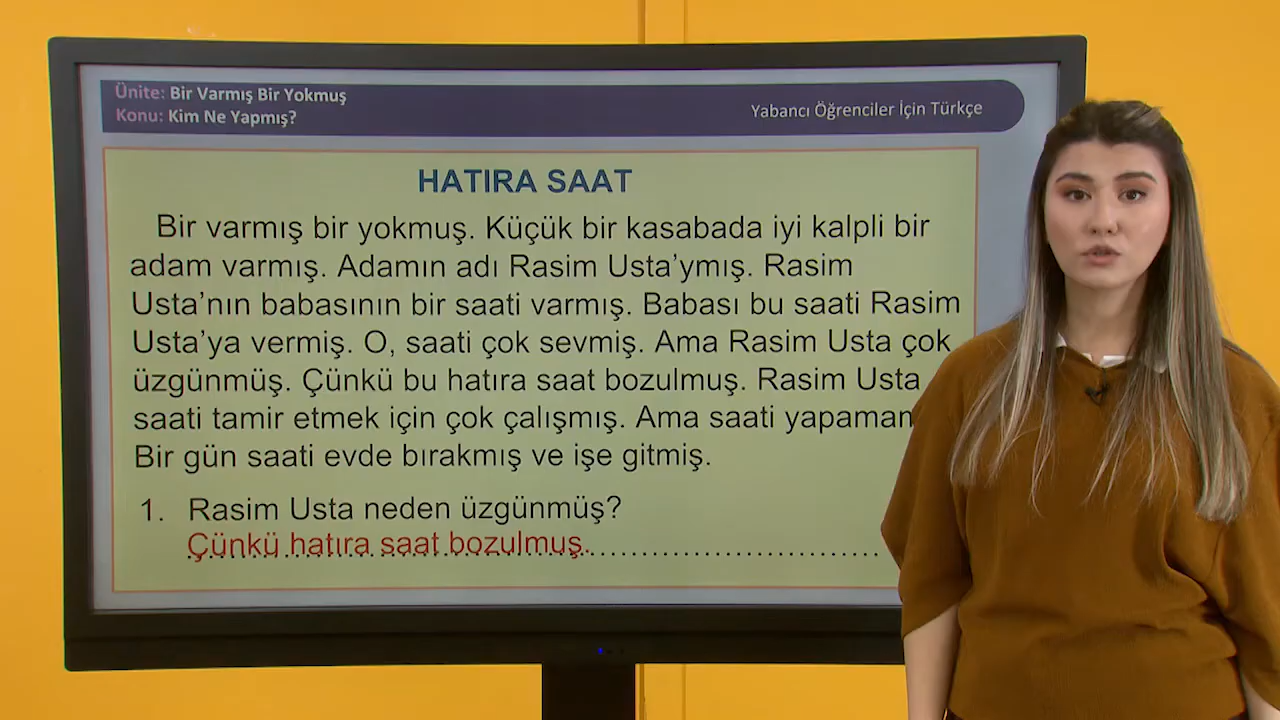 Ünite: Bir Varmış Bir Yokmuş
Konu: Kim Ne Yapmış?
Yabancı Öğrenciler İçin Türkçe
HATIRA SAAT
Bir varmış bir yokmuş. Küçük bir kasabada iyi kalpli bir
adam varmış. Adamın adı Rasim Usta’ymış. Rasim
Usta’nın babasının bir saati varmış. Babası bu saati Rasim
Usta’ya vermiş. O, saati çok sevmiş. Ama Rasim Usta çok
üzgünmüş. Çünkü bu hatıra saat bozulmuş. Rasim Usta
saati tamir etmek için çok çalışmış. Ama saati
Bir gün saati evde bırakmış ve işe gitmiş.
1. Rasim Usta neden üzgünmüş?
Çünkü hatıra saat bozulmuş.